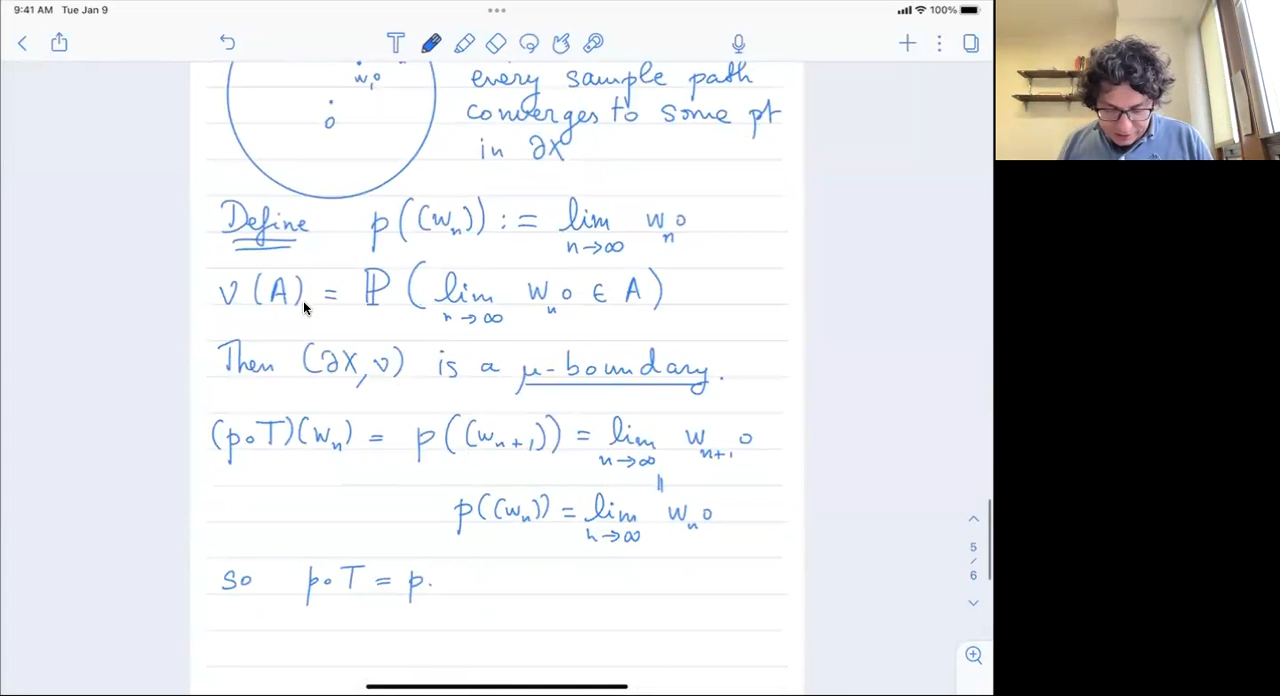 9:41 AM Tue Jan 9
100%
w₁o
o
every sample path
converges to some pt
in ∂X
Define p((wₙ)) := lim wₙo
n→∞
ν(A) = ℙ( lim wₙo ∈ A)
n→∞
Then (∂X, ν) is a μ-boundary.
(p∘T)(wₙ) = p((wₙ₊₁)) = lim wₙ₊₁o
n→∞
||
p((wₙ)) = lim wₙo
n→∞
so p∘T = p.
5
/
6